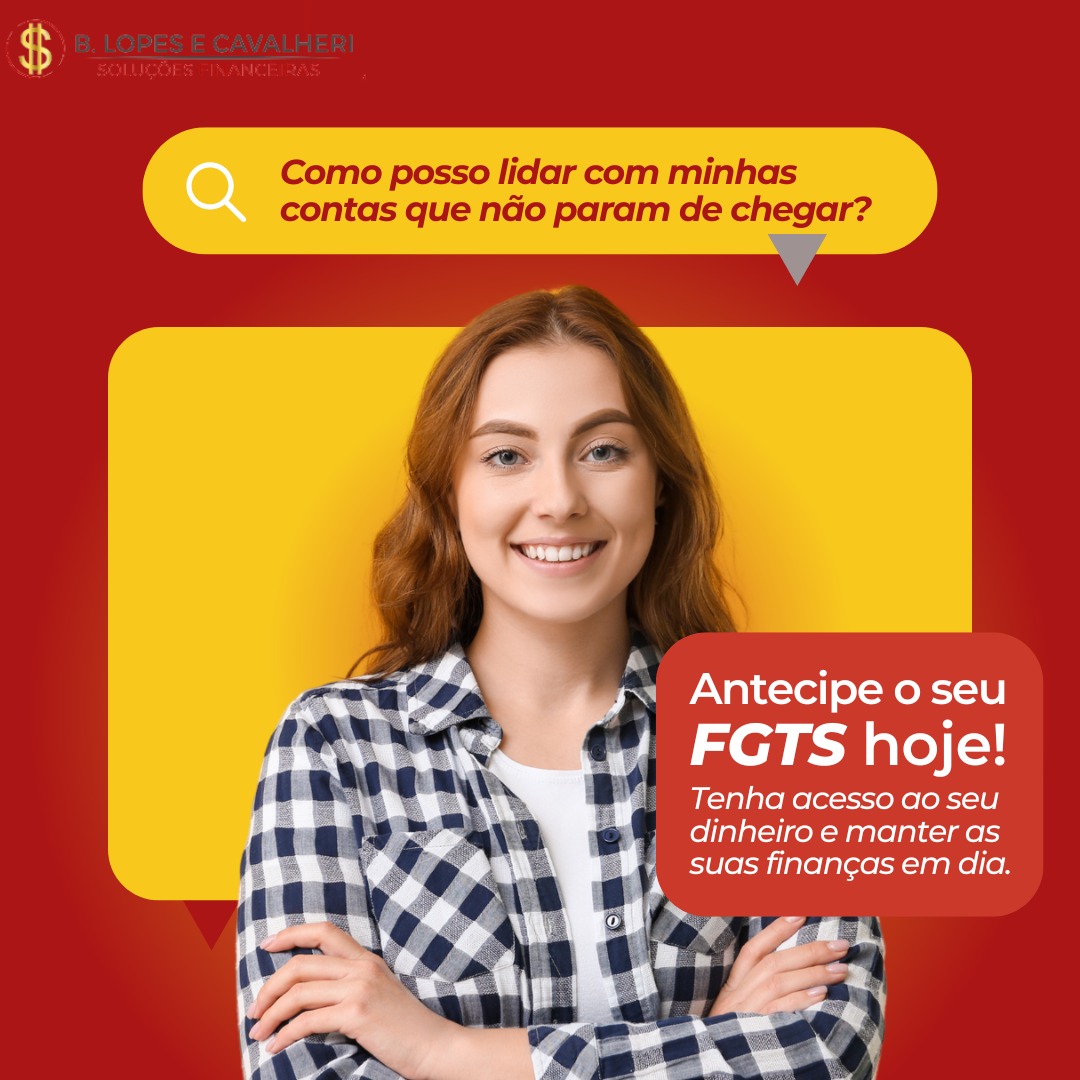 B. LOPES E CAVALHERI
SOLUÇÕES FINANCEIRAS
Como posso lidar com minhas
contas que não param de chegar?
Antecipe o seu
FGTS hoje!
Tenha acesso ao seu
dinheiro e manter as
suas finanças em dia.